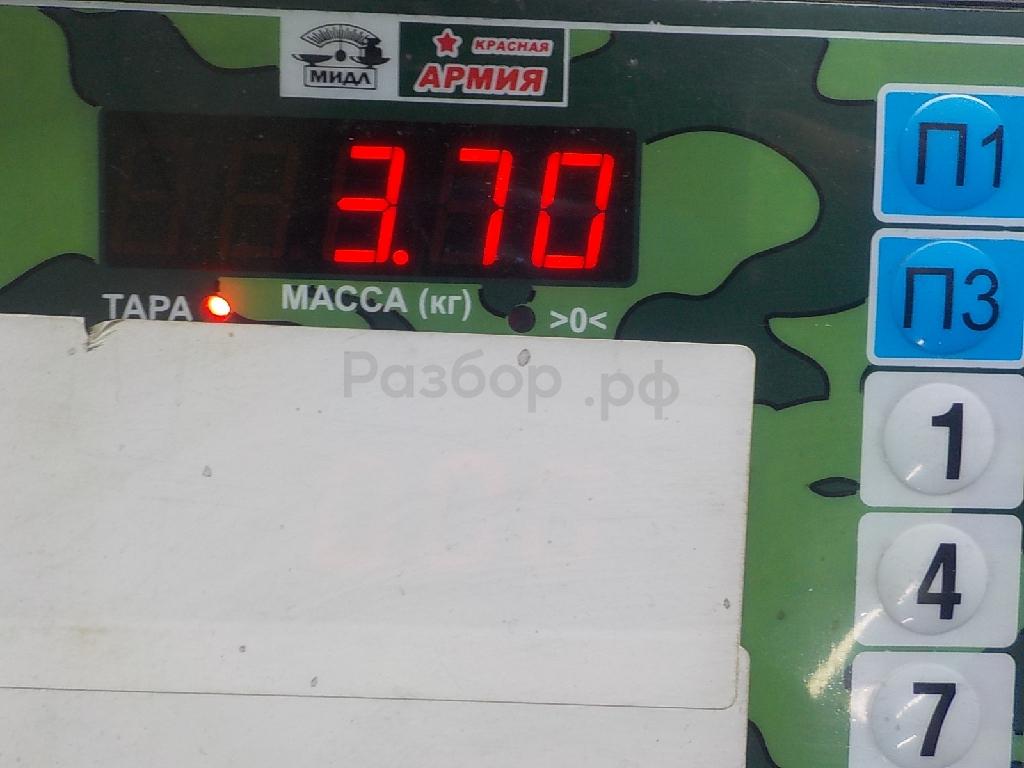 МИДЛ
КРАСНАЯ
АРМИЯ
3.70
ТАРА
МАССА (кг)
>0<
П1
П3
1
4
7
Разбор.рф